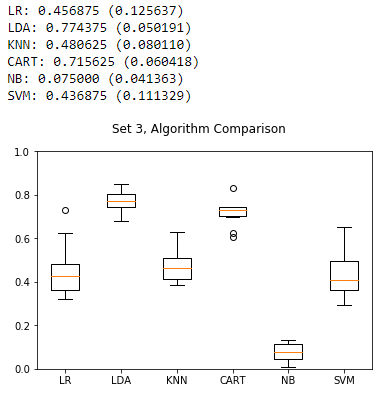 LR: 0.456875 (0.125637)
LDA: 0.774375 (0.050191)
KNN: 0.480625 (0.080110)
CART: 0.715625 (0.060418)
NB: 0.075000 (0.041363)
SVM: 0.436875 (0.111329)
Set 3, Algorithm Comparison
1.0
0.8
0.6
0.4
0.2
0.0
LR LDA KNN CART NB SVM